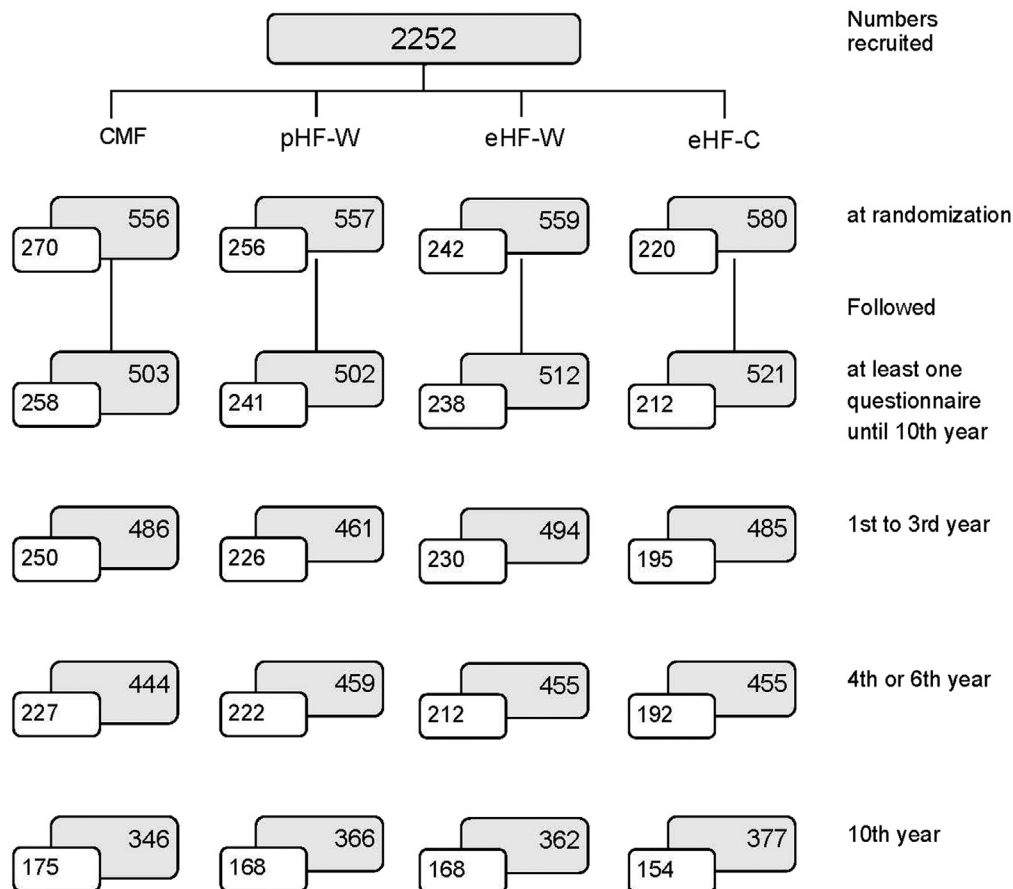 2252
Numbers
recruited
CMF
pHF-W
eHF-W
eHF-C
556
557
559
580
at randomization
270
256
242
220
Followed
503
502
512
521
at least one
questionnaire
until 10th year
258
241
238
212
486
461
494
485
1st to 3rd year
250
226
230
195
444
459
455
455
4th or 6th year
227
222
212
192
346
366
362
377
10th year
175
168
168
154